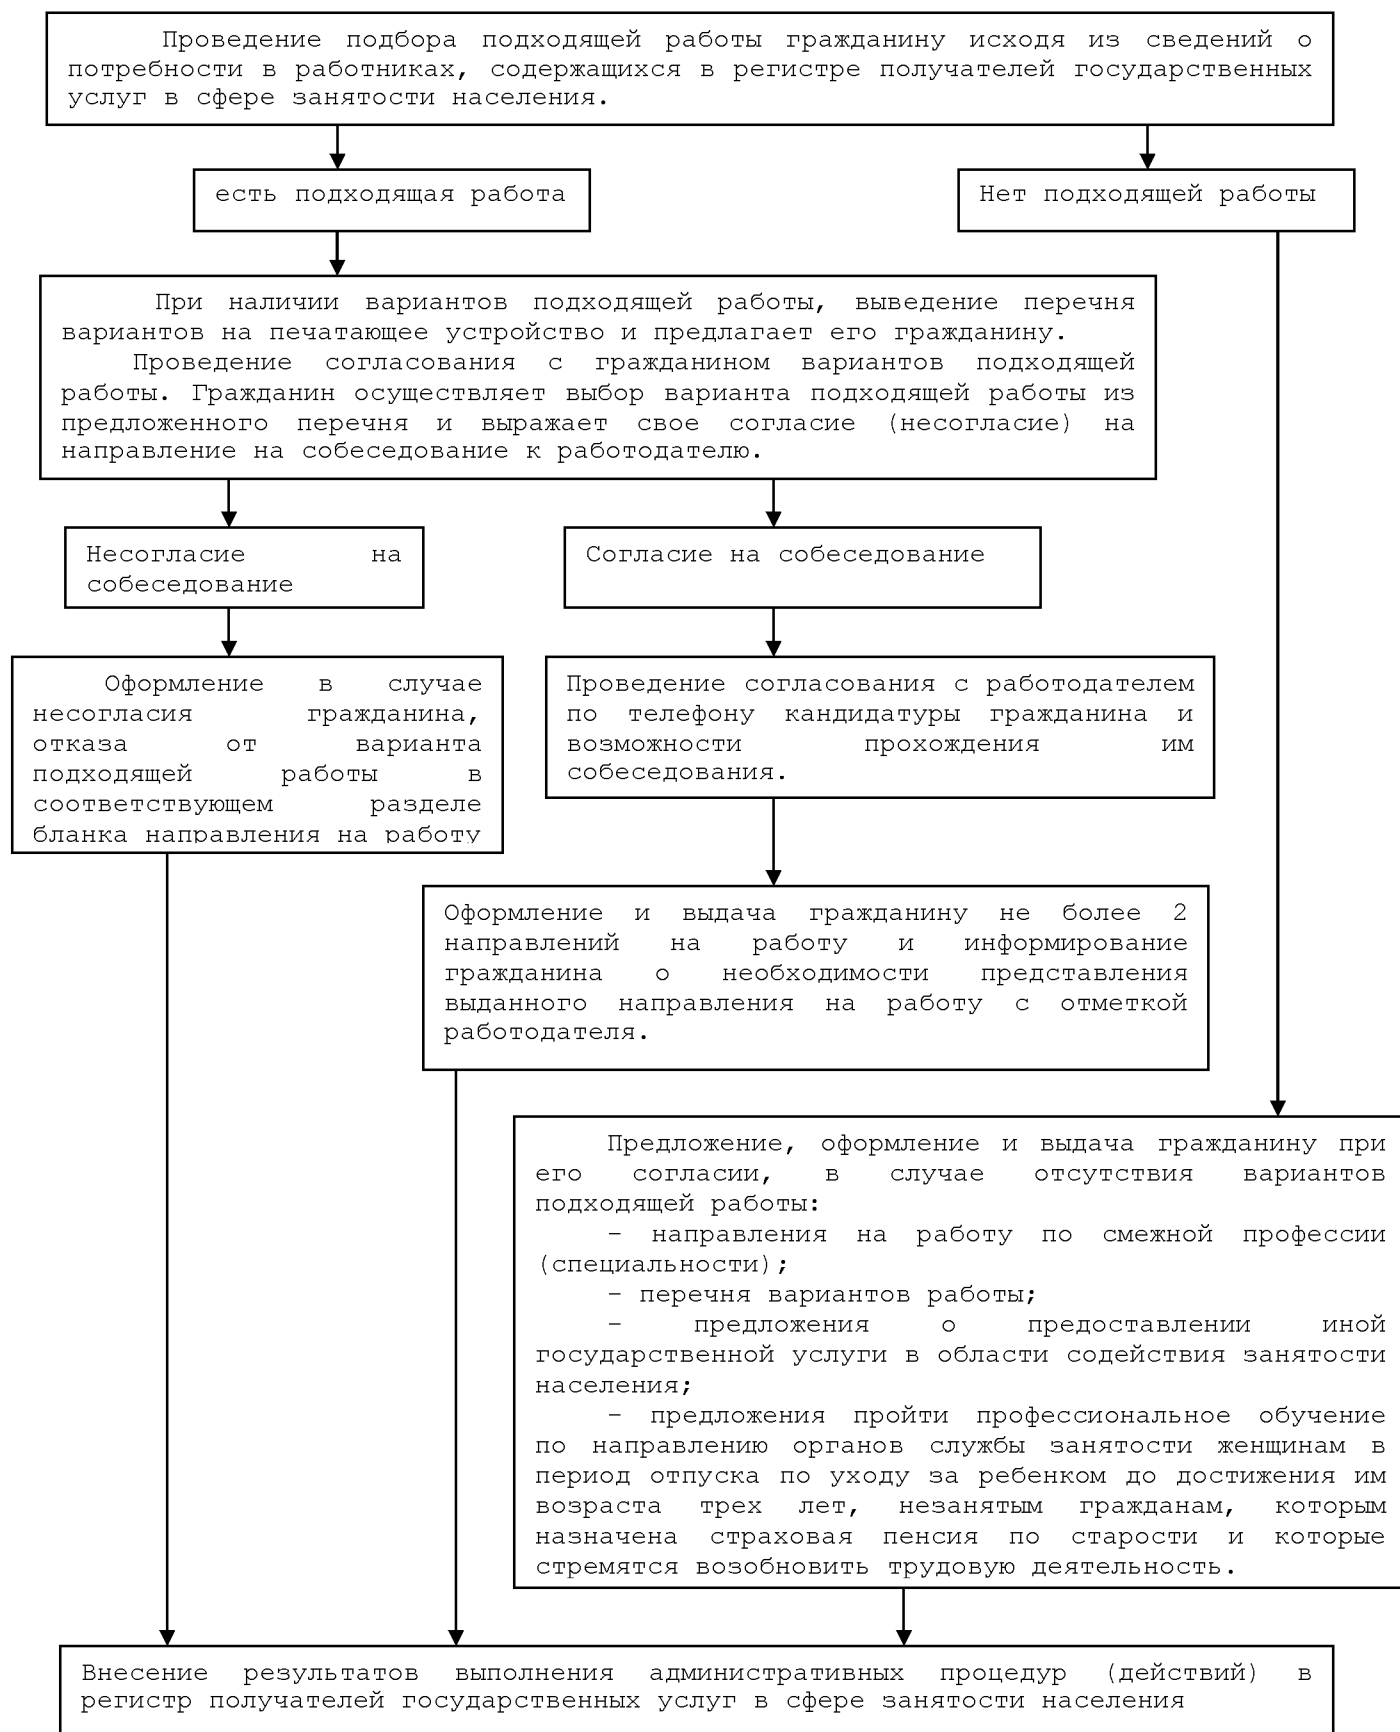 Проведение подбора подходящей работы гражданину исходя из сведений о
потребности в работниках, содержащихся в регистре получателей государственных
услуг в сфере занятости населения.
есть подходящая работа
Нет подходящей работы
При наличии вариантов подходящей работы, выведение перечня
вариантов на печатающее устройство и предлагает его гражданину.
Проведение согласования с гражданином вариантов подходящей
работы. Гражданин осуществляет выбор варианта подходящей работы из
предложенного перечня и выражает свое согласие (несогласие) на
направление на собеседование к работодателю.
Несогласие на
собеседование
Согласие на собеседование
Оформление в случае
несогласия гражданина,
отказа от варианта
подходящей работы в
соответствующем разделе
бланка направления на работу
Проведение согласования с работодателем
по телефону кандидатуры гражданина и
возможности прохождения им
собеседования.
Оформление и выдача гражданину не более 2
направлений на работу и информирование
гражданина о необходимости представления
выданного направления на работу с отметкой
работодателя.
Предложение, оформление и выдача гражданину при
его согласии, в случае отсутствия вариантов
подходящей работы:
- направления на работу по смежной профессии
(специальности);
- перечня вариантов работы;
- предложения о предоставлении иной
государственной услуги в области содействия занятости
населения;
- предложения пройти профессиональное обучение
по направлению органов службы занятости женщинам в
период отпуска по уходу за ребенком до достижения им
возраста трех лет, незанятым гражданам, которым
назначена страховая пенсия по старости и которые
стремятся возобновить трудовую деятельность.
Внесение результатов выполнения административных процедур (действий) в
регистр получателей государственных услуг в сфере занятости населения